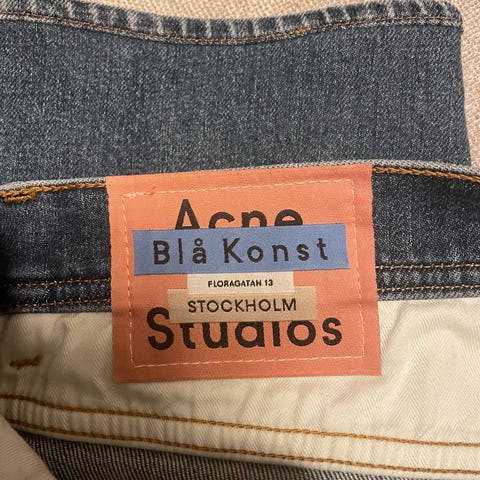 Acne
Blå Konst
FLORAGATAN 13
STOCKHOLM
Studios